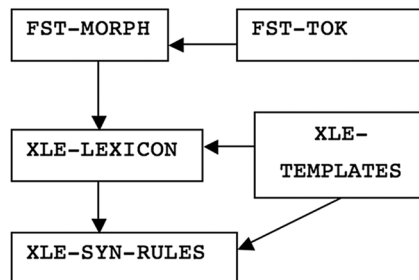 FST-MORPH
FST-TOK
XLE-LEXICON
XLE-
TEMPLATES
XLE-SYN-RULES